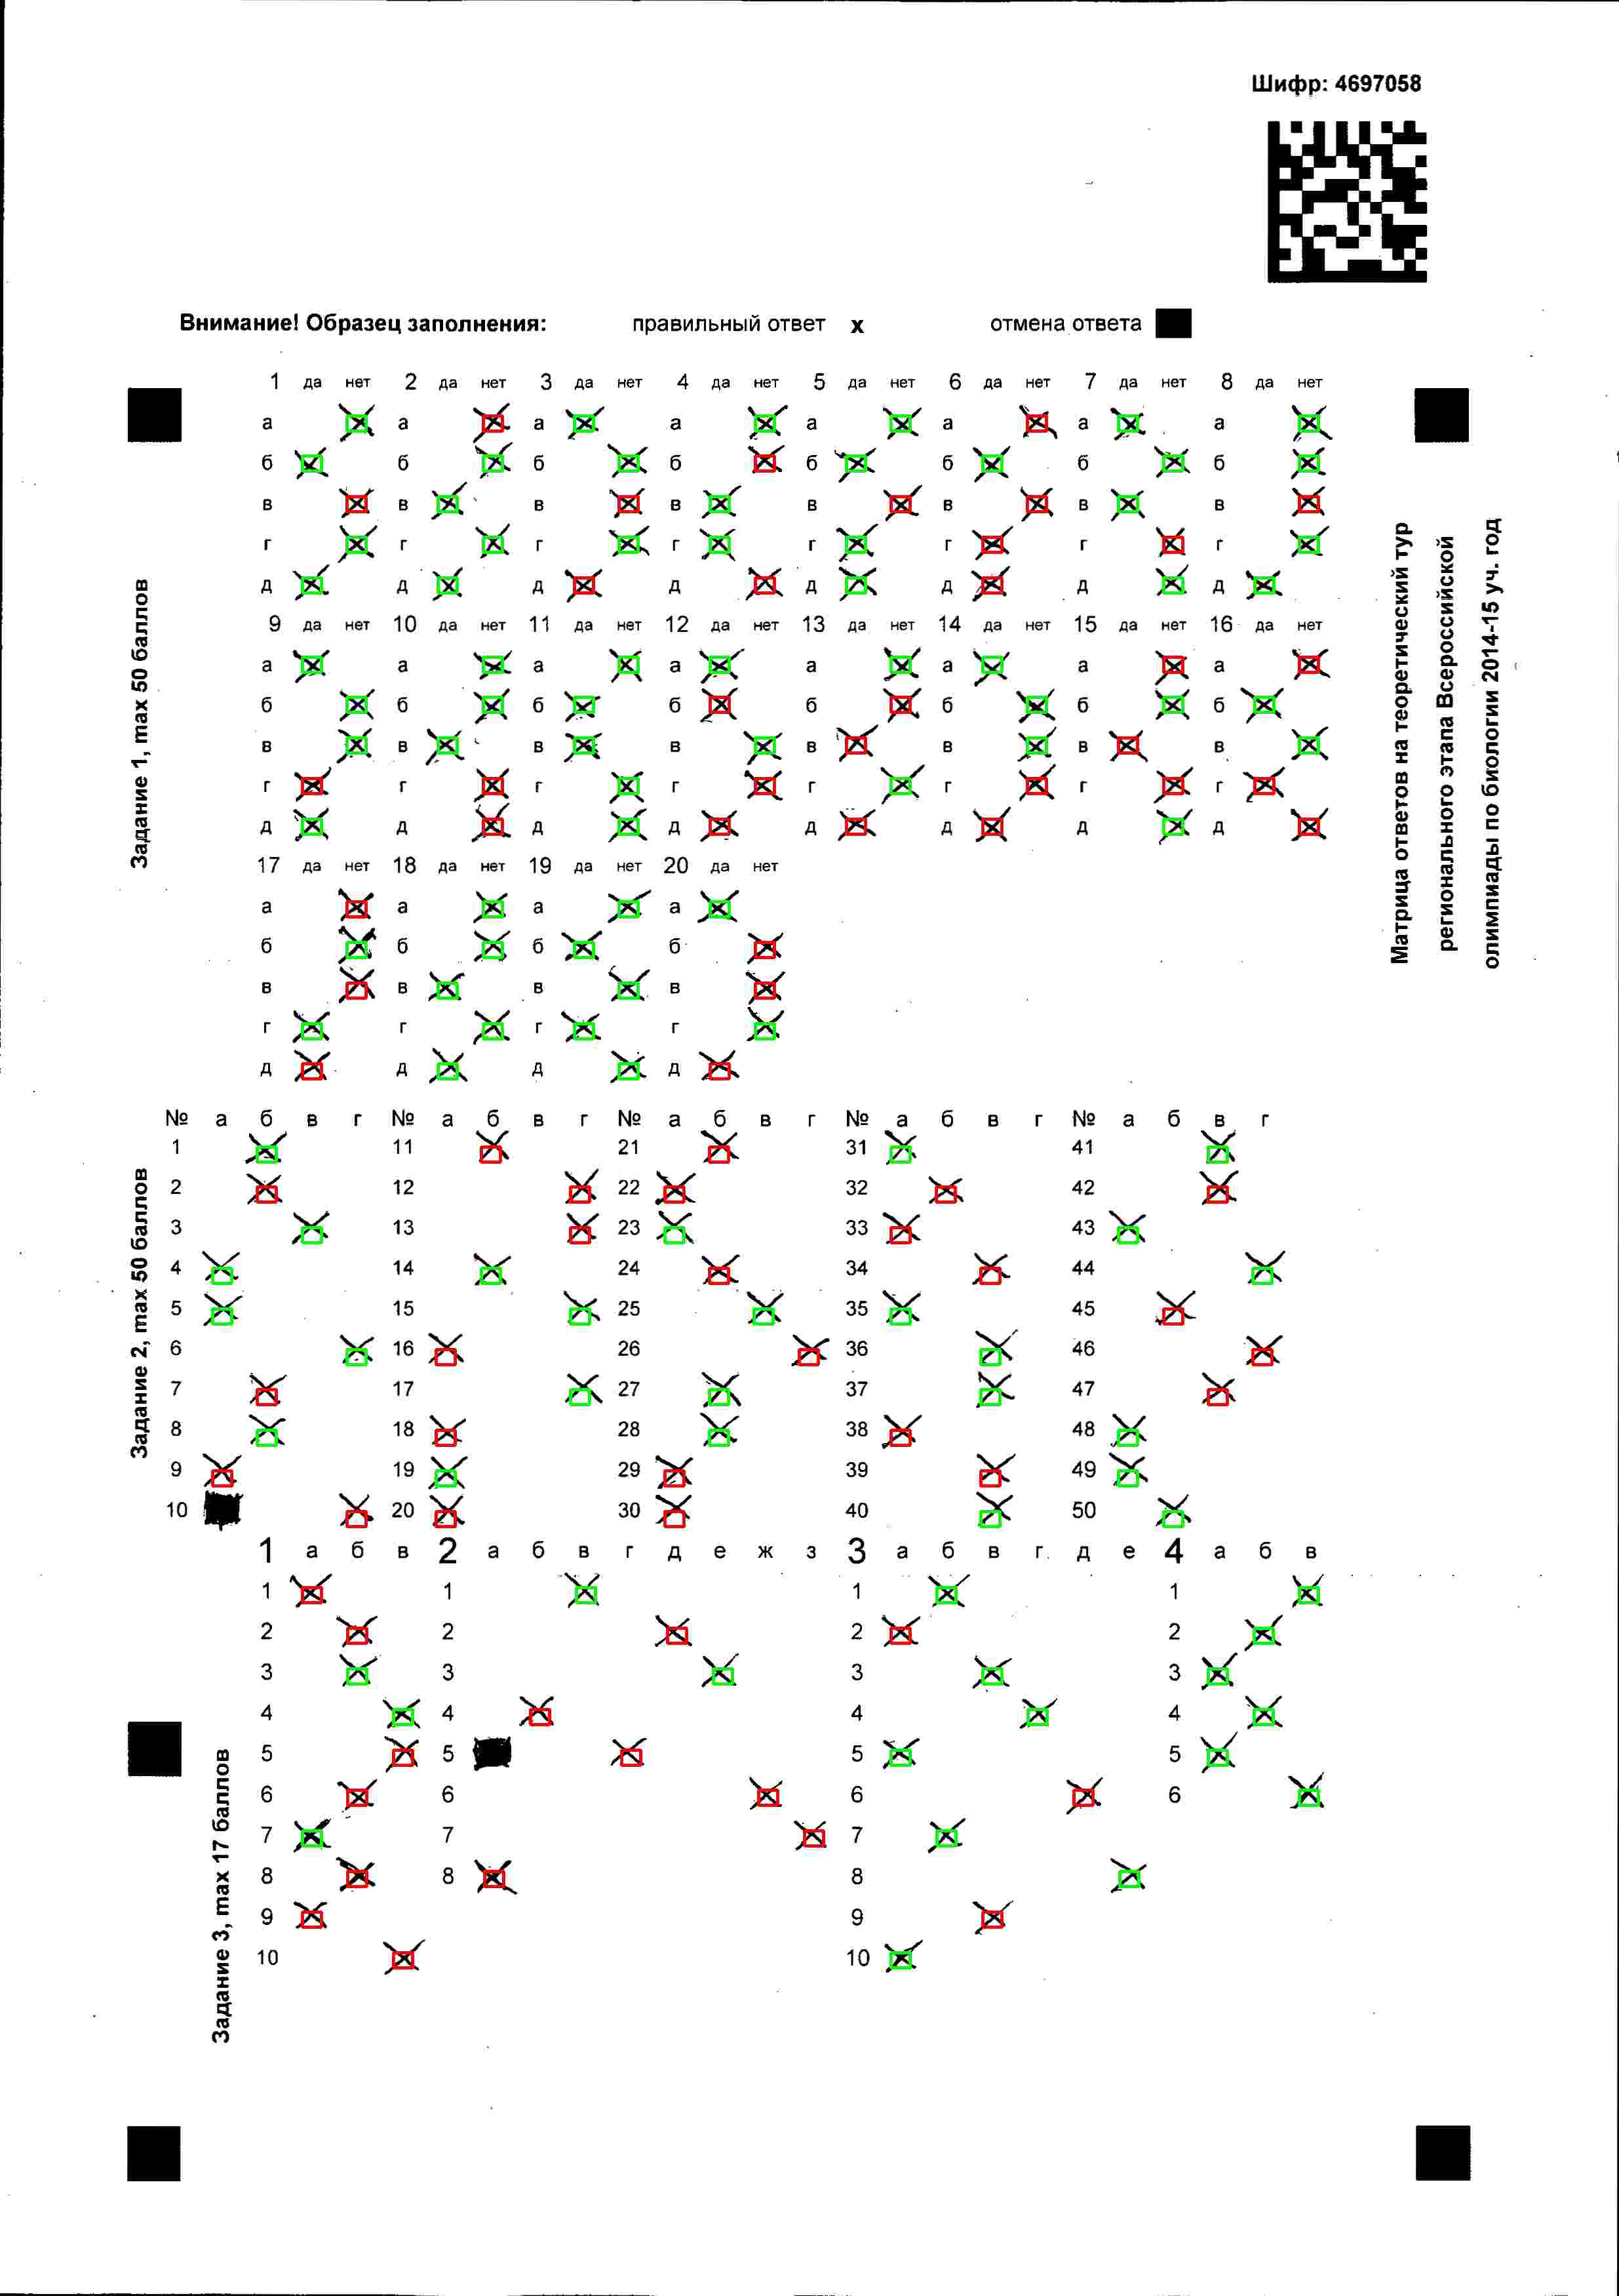 Шифр: 4697058
Внимание! Образец заполнения: правильный ответ x отмена ответа
1 да нет 2 да нет 3 да нет 4 да нет 5 да нет 6 да нет 7 да нет 8 да нет
а а а а а а а а
б б б б б б б б
в в в в в в в в
г г г г г г г г
д д д д д д д д
9 да нет 10 да нет 11 да нет 12 да нет 13 да нет 14 да нет 15 да нет 16 да нет
а а а а а а а а
б б б б б б б б
в в в в в в в в
г г г г г г г г
д д д д д д д д
17 да нет 18 да нет 19 да нет 20 да нет
а а а а
б б б б
в в в в
г г г г
д д д д
Задание 1, max 50 баллов
Матрица ответов на теоретический тур
регионального этапа Всероссийской
олимпиады по биологии 2014-15 уч. год
№ а б в г № а б в г № а б в г № а б в г № а б в г
1 11 21 31 41
2 12 22 32 42
3 13 23 33 43
4 14 24 34 44
5 15 25 35 45
6 16 26 36 46
7 17 27 37 47
8 18 28 38 48
9 19 29 39 49
10 20 30 40 50
Задание 2, max 50 баллов
1 а б в 2 а б в г д е ж з 3 а б в г д е 4 а б в
1 1 1 1
2 2 2 2
3 3 3 3
4 4 4 4
5 5 5 5
6 6 6 6
7 7 7
8 8 8
9 9
10 10
Задание 3, max 17 баллов